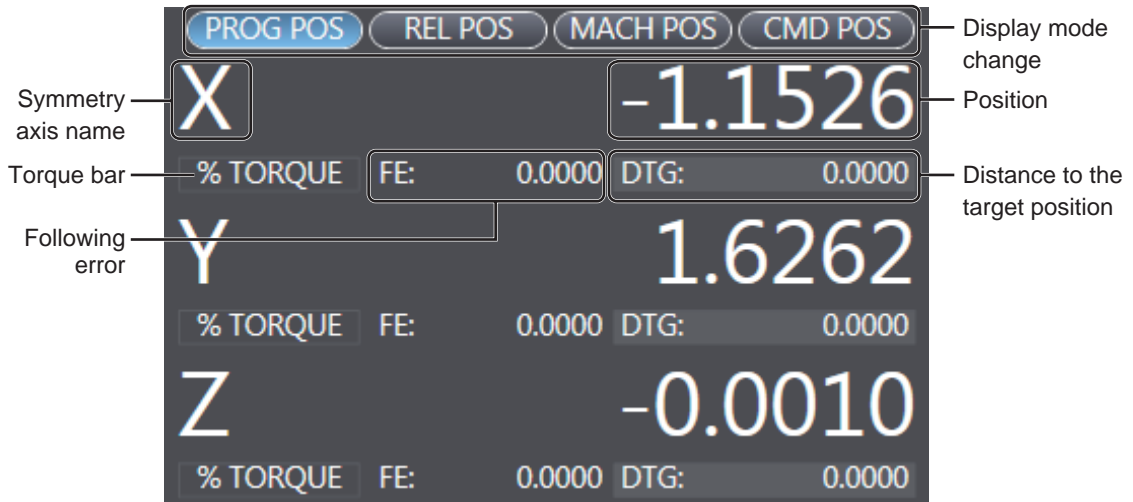 PROG POS REL POS MACH POS CMD POS
Display mode
change
X -1.1526
Symmetry
axis name
Position
Torque bar
% TORQUE FE: 0.0000 DTG: 0.0000
Distance to the
target position
Following
error
Y 1.6262
% TORQUE FE: 0.0000 DTG: 0.0000
Z -0.0010
% TORQUE FE: 0.0000 DTG: 0.0000